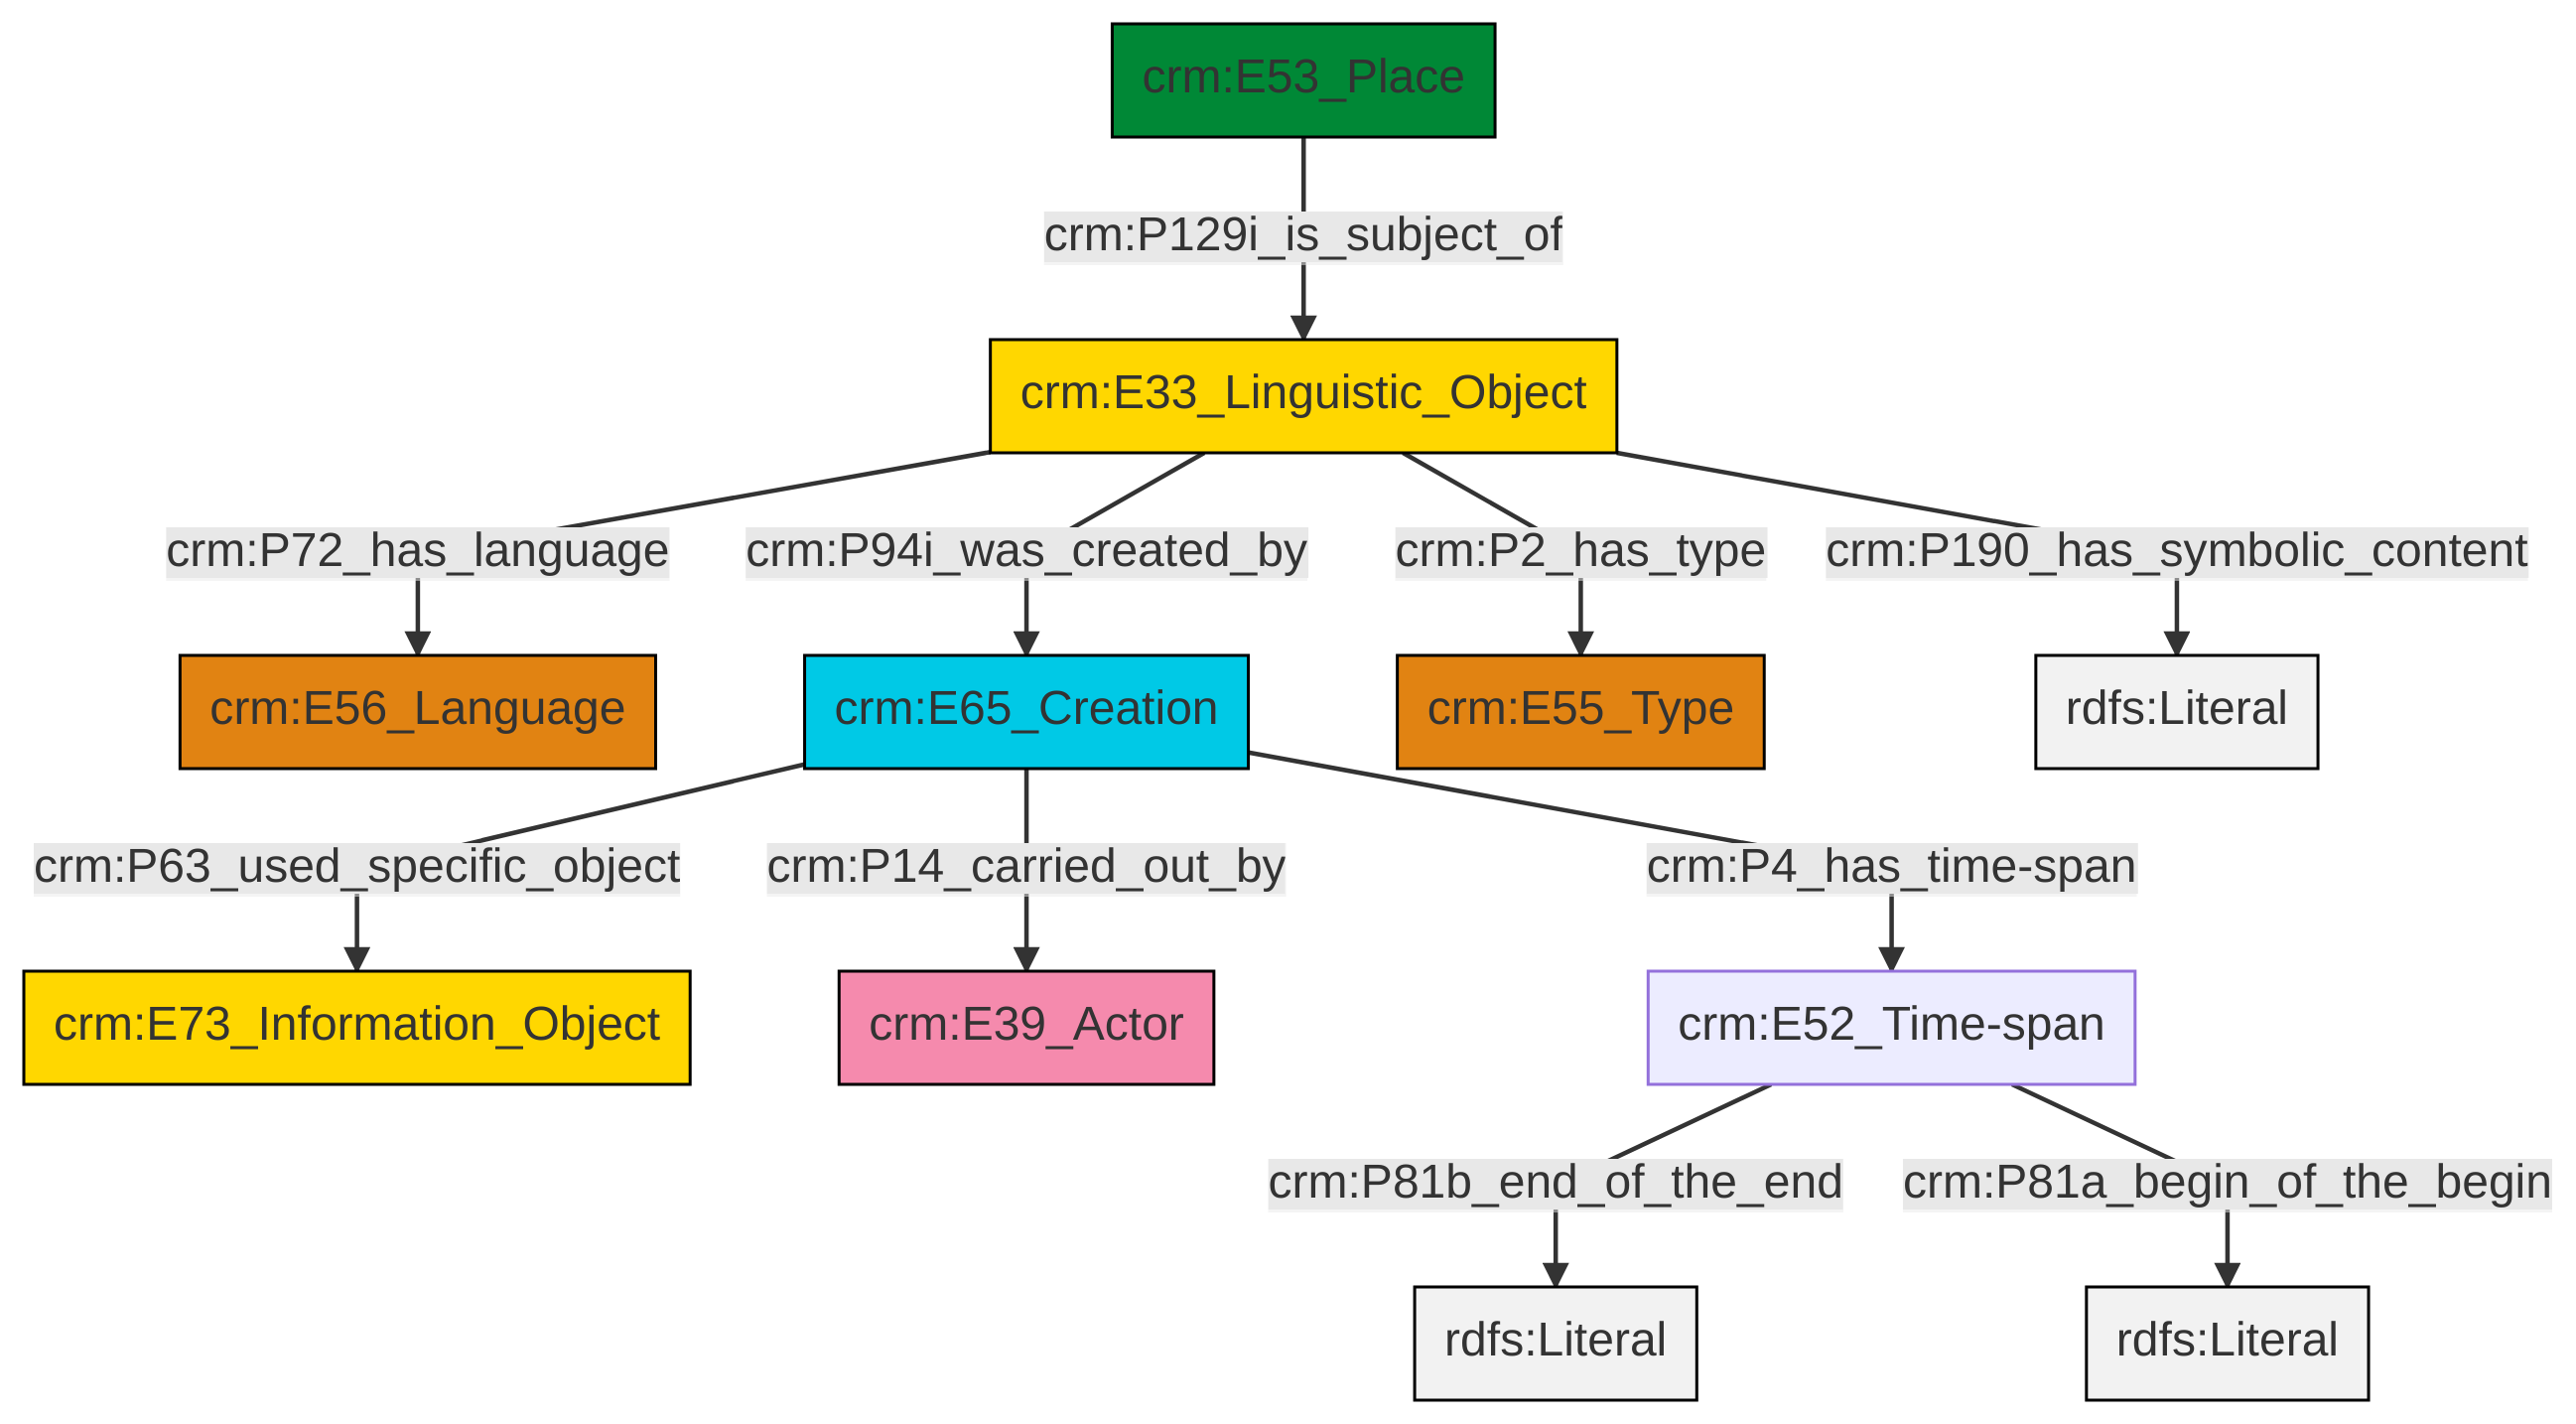 crm:E53_Place
crm:P129i_is_subject_of
crm:E33_Linguistic_Object
crm:P72_has_language
crm:P94i_was_created_by
crm:P2_has_type
crm:P190_has_symbolic_content
crm:E56_Language
crm:E65_Creation
crm:E55_Type
rdfs:Literal
crm:P63_used_specific_object
crm:P14_carried_out_by
crm:P4_has_time-span
crm:E73_Information_Object
crm:E39_Actor
crm:E52_Time-span
crm:P81b_end_of_the_end
crm:P81a_begin_of_the_begin
rdfs:Literal
rdfs:Literal